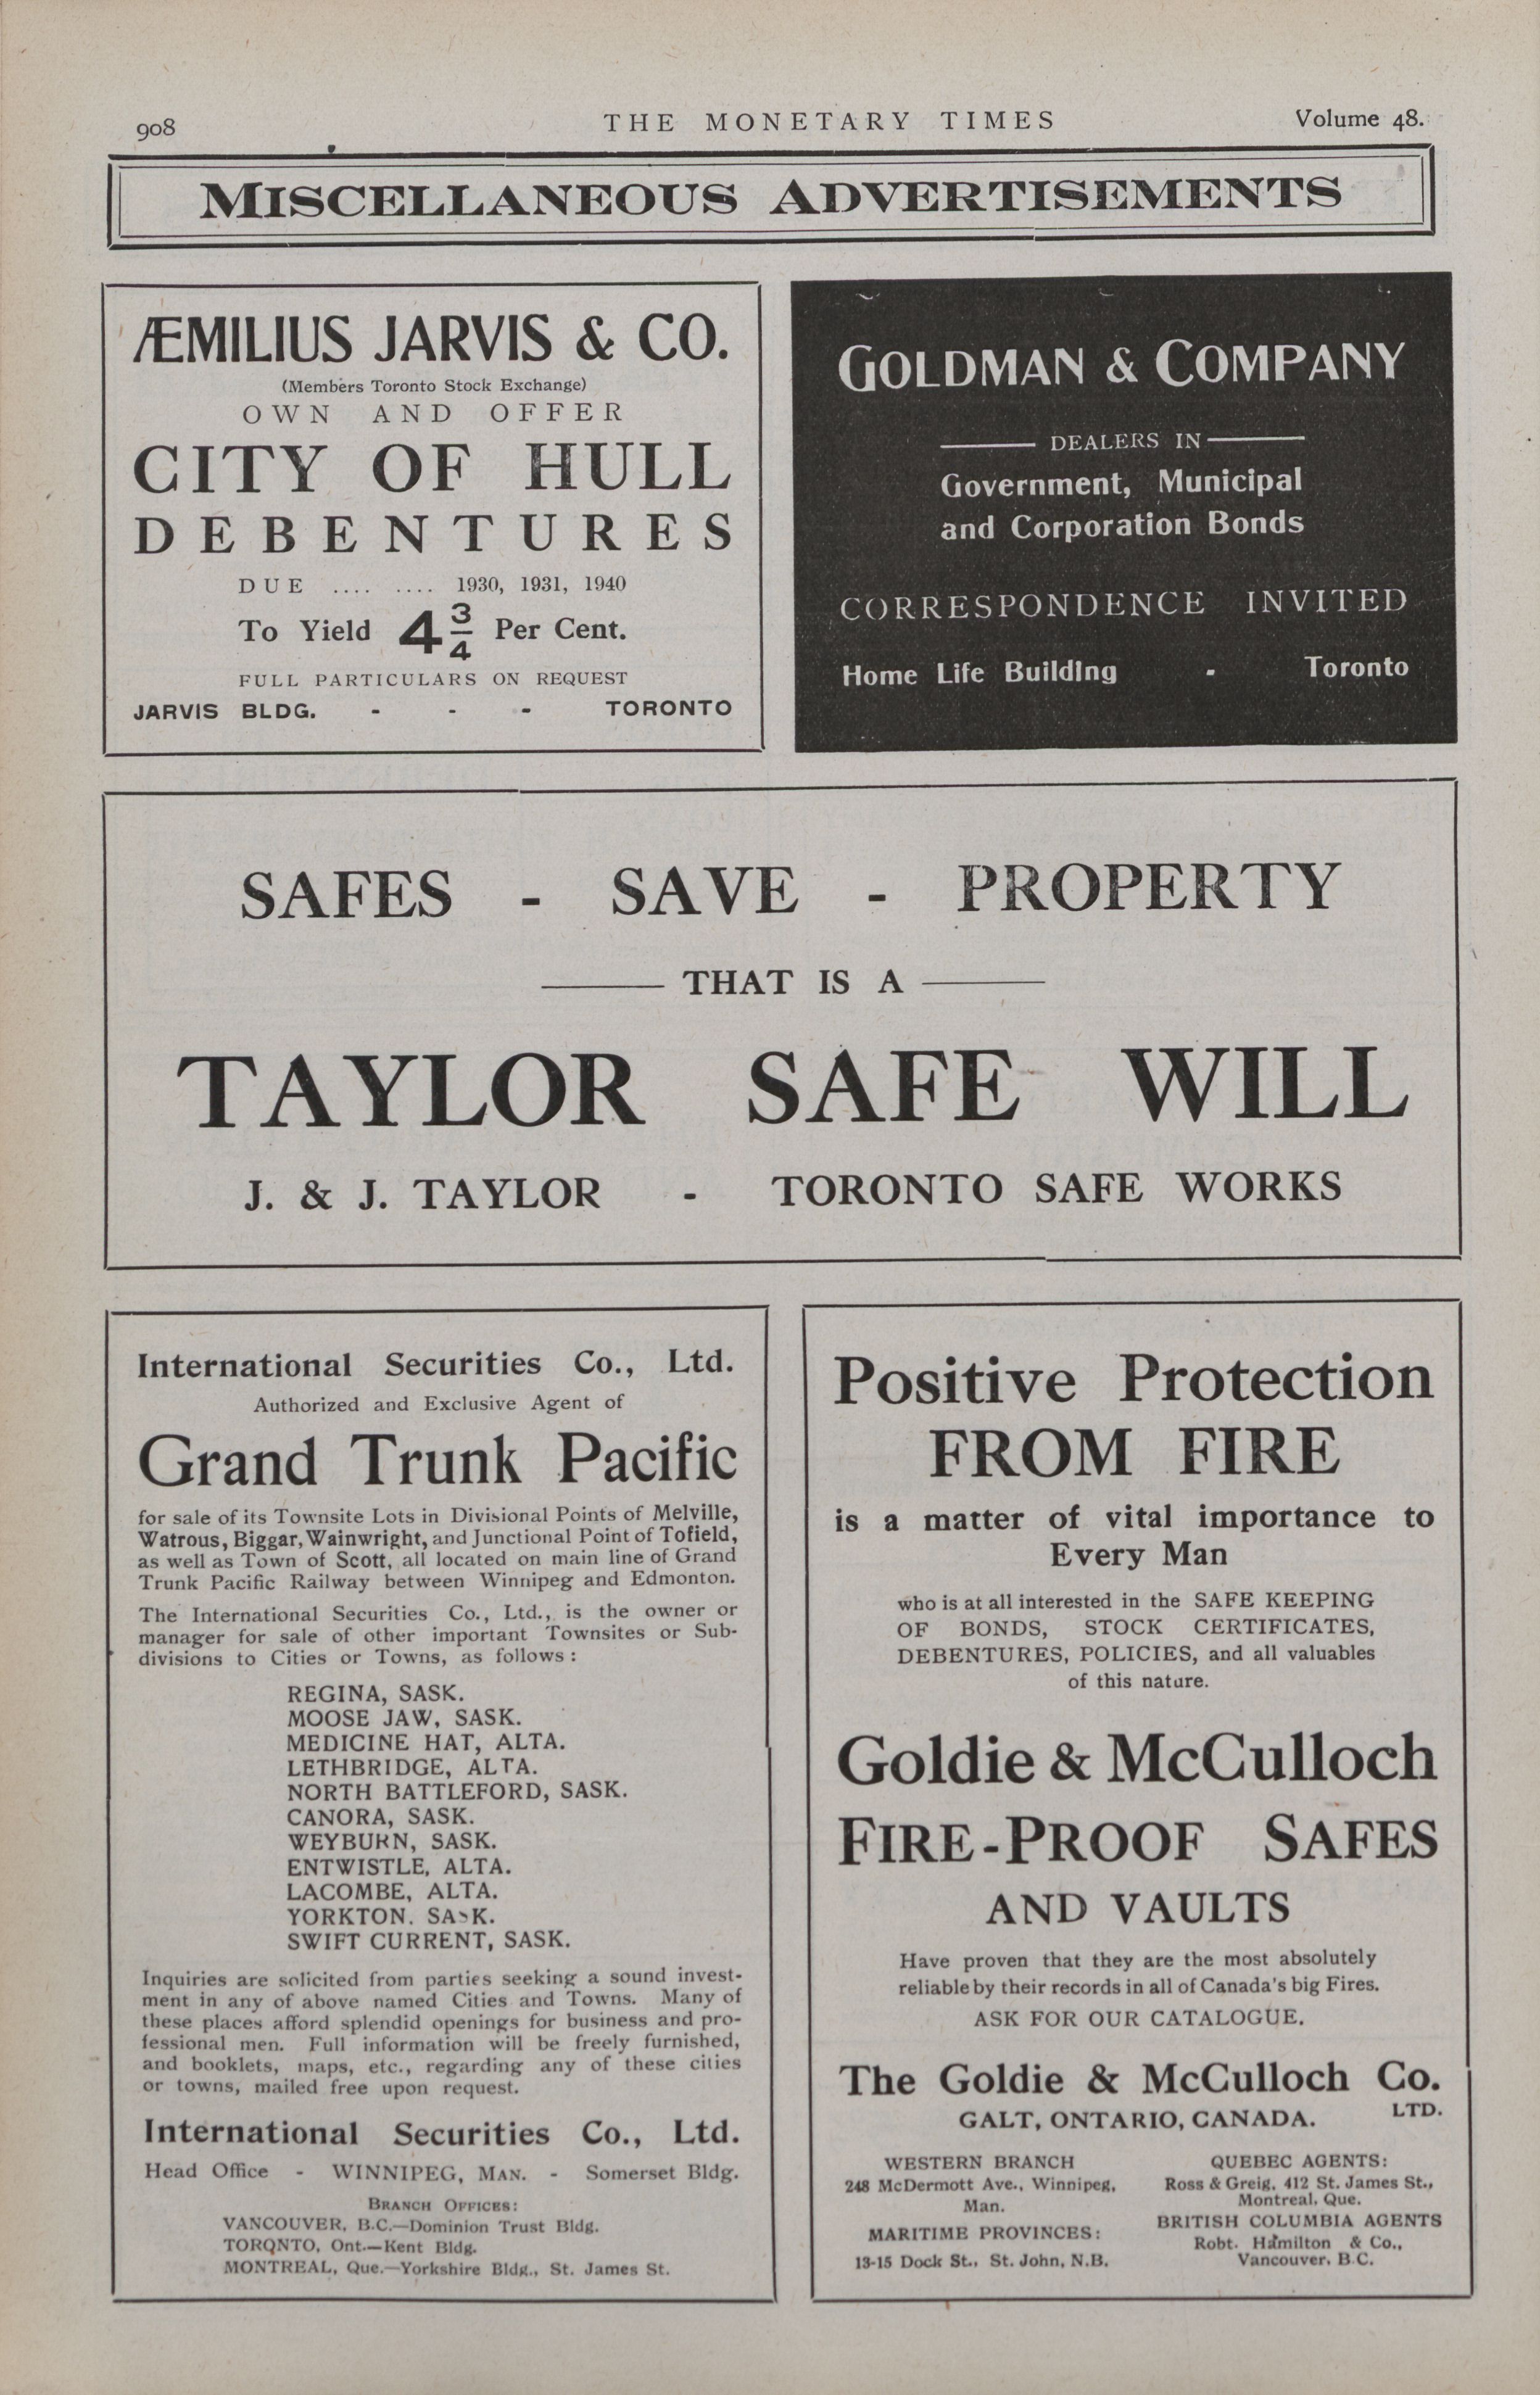 908
THE MONETARY TIMES
Volume 48.
MISCELLANEOUS ADVERTISEMENTS
ÆMILIUS JARVIS & CO.
(Members Toronto Stock Exchange)
OWN AND OFFER
CITY OF HULL
DEBENTURES
DUE .... .... 1930, 1931, 1940
To Yield 4 3/4 Per Cent.
FULL PARTICULARS ON REQUEST
JARVIS BLDG. - - - TORONTO
GOLDMAN & COMPANY
DEALERS IN
Government, Municipal
and Corporation Bonds
CORRESPONDENCE INVITED
Home Life Building - Toronto
SAFES - SAVE - PROPERTY
THAT IS A
TAYLOR SAFE WILL
J. & J. TAYLOR - TORONTO SAFE WORKS
International Securities Co., Ltd.
Authorized and Exclusive Agent of
Grand Trunk Pacific
for sale of its Townsite Lots in Divisional Points of Melville,
Watrous, Biggar, Wainwright, and Junctional Point of Tofield,
as well as Town of Scott, all located on main line of Grand
Trunk Pacific Railway between Winnipeg and Edmonton.
The International Securities Co., Ltd., is the owner or
manager for sale of other important Townsites or Sub-
divisions to Cities or Towns, as follows:
REGINA, SASK.
MOOSE JAW, SASK.
MEDICINE HAT, ALTA.
LETHBRIDGE, ALTA.
NORTH BATTLEFORD, SASK.
CANORA, SASK.
WEYBURN, SASK.
ENTWISTLE, ALTA.
LACOMBE, ALTA.
YORKTON. SASK.
SWIFT CURRENT, SASK.
Inquiries are solicited from parties seeking a sound invest-
ment in any of above named Cities and Towns. Many of
these places afford splendid openings for business and pro-
fessional men. Full information will be freely furnished,
and booklets, maps, etc., regarding any of these cities
or towns, mailed free upon request.
International Securities Co., Ltd.
Head Office - WINNIPEG, MAN. - Somerset Bldg.
BRANCH OFFICES:
VANCOUVER, B.C.—Dominion Trust Bldg.
TORONTO, Ont.—Kent Bldg.
MONTREAL, Que.—Yorkshire Bldg., St. James St.
Positive Protection
FROM FIRE
is a matter of vital importance to
Every Man
who is at all interested in the SAFE KEEPING
OF BONDS, STOCK CERTIFICATES,
DEBENTURES, POLICIES, and all valuables
of this nature.
Goldie & McCulloch
FIRE-PROOF SAFES
AND VAULTS
Have proven that they are the most absolutely
reliable by their records in all of Canada's big Fires.
ASK FOR OUR CATALOGUE.
The Goldie & McCulloch Co.
GALT, ONTARIO, CANADA. LTD.
WESTERN BRANCH
248 McDermott Ave., Winnipeg,
Man.
MARITIME PROVINCES:
13-15 Dock St., St. John, N.B.
QUEBEC AGENTS:
Ross & Greig, 412 St. James St.,
Montreal, Que.
BRITISH COLUMBIA AGENTS
Robt. Hamilton & Co.,
Vancouver, B.C.